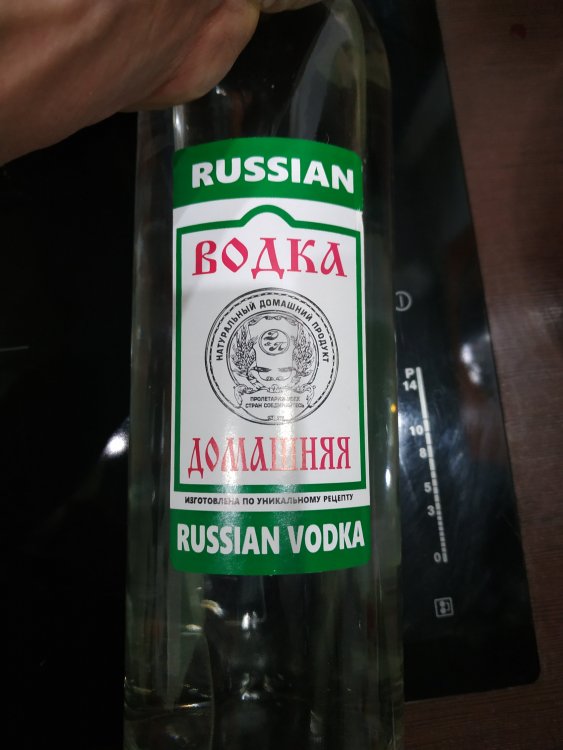 RUSSIAN
ВОДКА
НАТУРАЛЬНЫЙ ДОМАШНИЙ ПРОДУКТ
ПРОЛЕТАРИИ ВСЕХ
СТРАН СОЕДИНЯЙТЕСЬ
ДОМАШНЯЯ
ИЗГОТОВЛЕНА ПО УНИКАЛЬНОМУ РЕЦЕПТУ
RUSSIAN VODKA
P
14
10
8
5
3
0